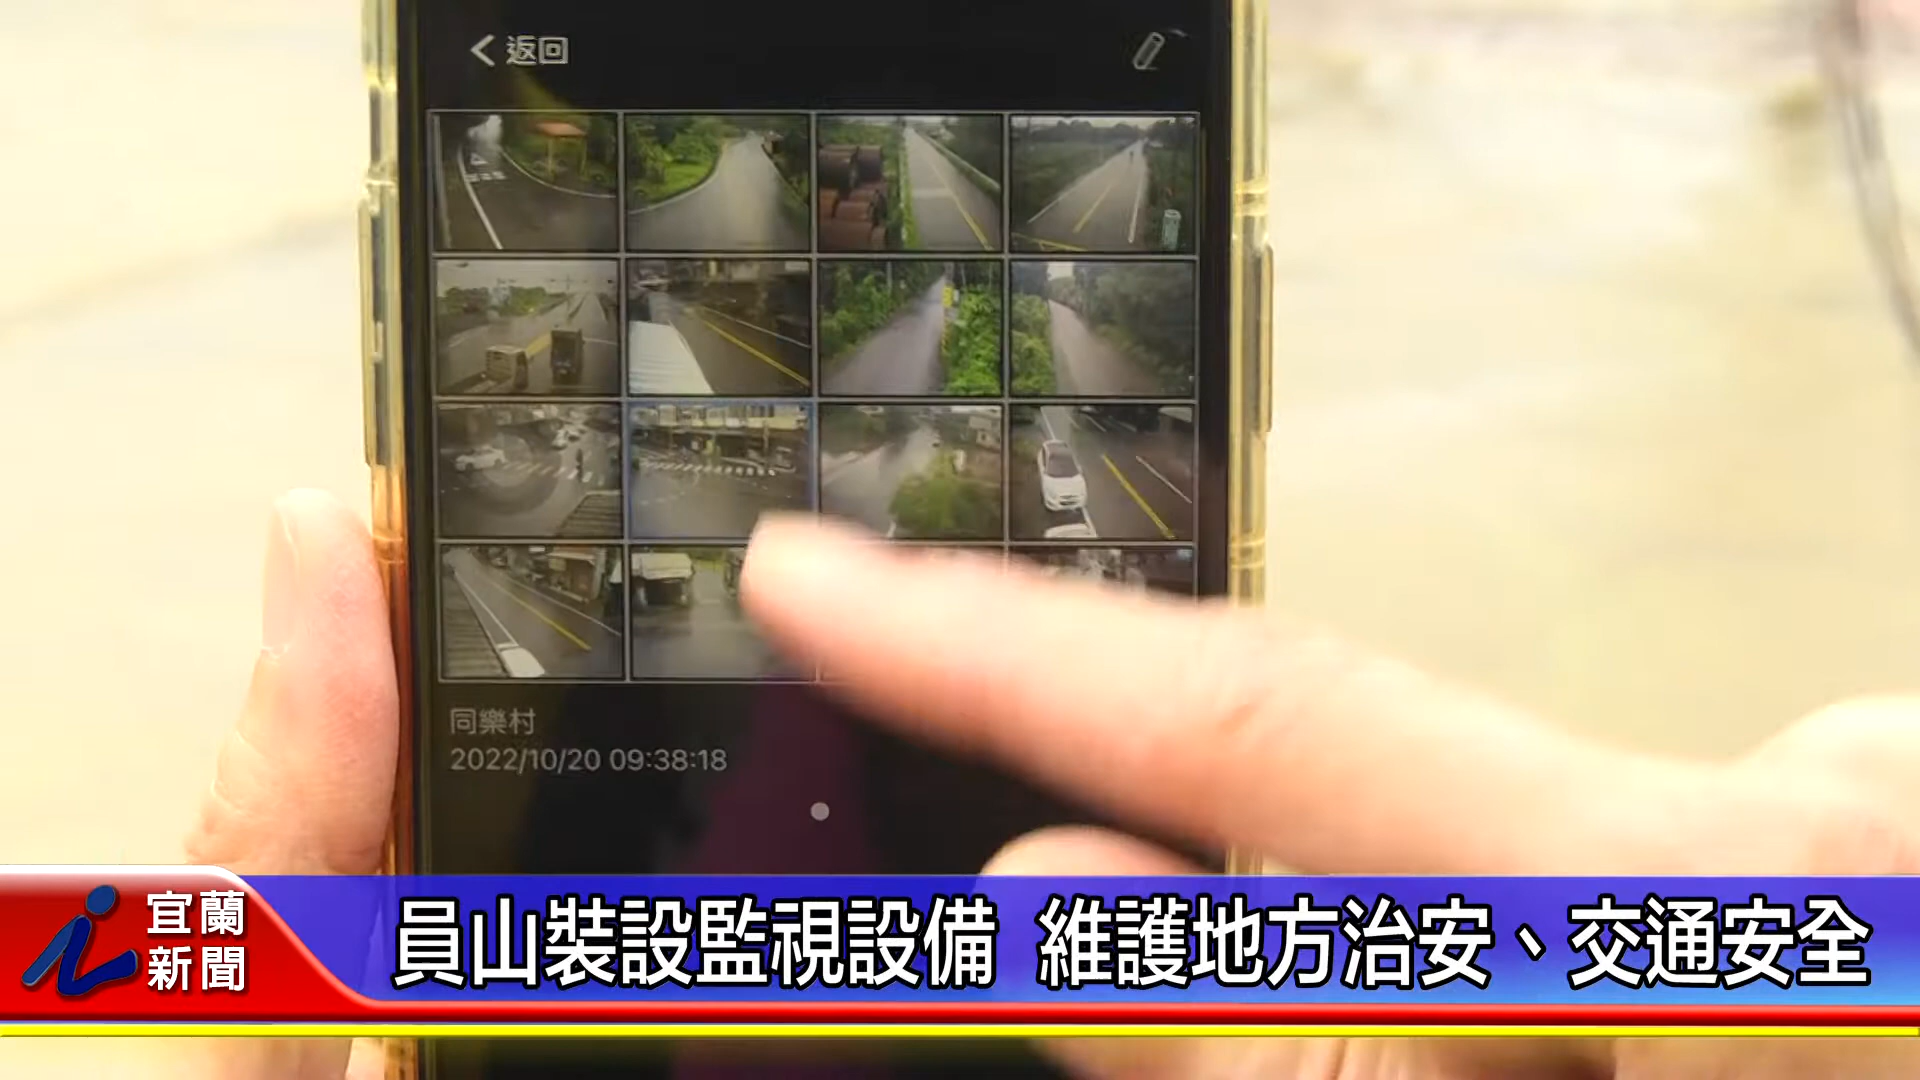 返回
同樂村
2022/10/20 09:38:18
宜蘭
新聞
員山裝設監視設備 維護地方治安、交通安全